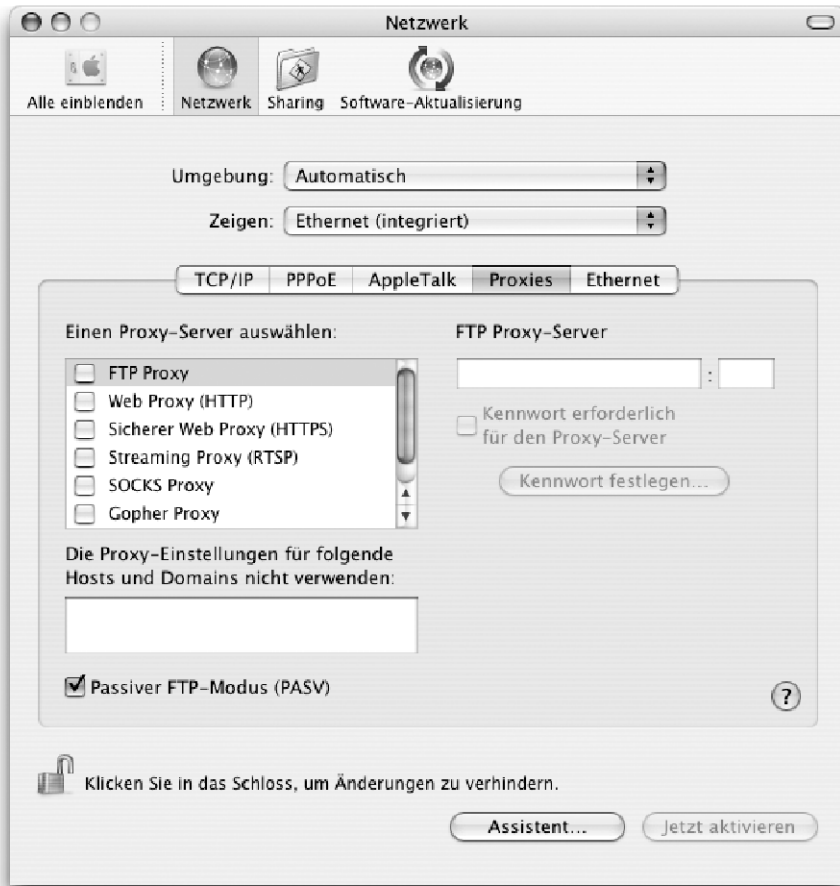 Netzwerk
Alle einblenden
Netzwerk
Sharing
Software-Aktualisierung
Umgebung: Automatisch
Zeigen: Ethernet (integriert)
TCP/IP PPPoE AppleTalk Proxies Ethernet
Einen Proxy-Server auswählen:
FTP Proxy
Web Proxy (HTTP)
Sicherer Web Proxy (HTTPS)
Streaming Proxy (RTSP)
SOCKS Proxy
Gopher Proxy
FTP Proxy-Server
:
Kennwort erforderlich
für den Proxy-Server
Kennwort festlegen...
Die Proxy-Einstellungen für folgende
Hosts und Domains nicht verwenden:
Passiver FTP-Modus (PASV)
?
Klicken Sie in das Schloss, um Änderungen zu verhindern.
Assistent...
Jetzt aktivieren